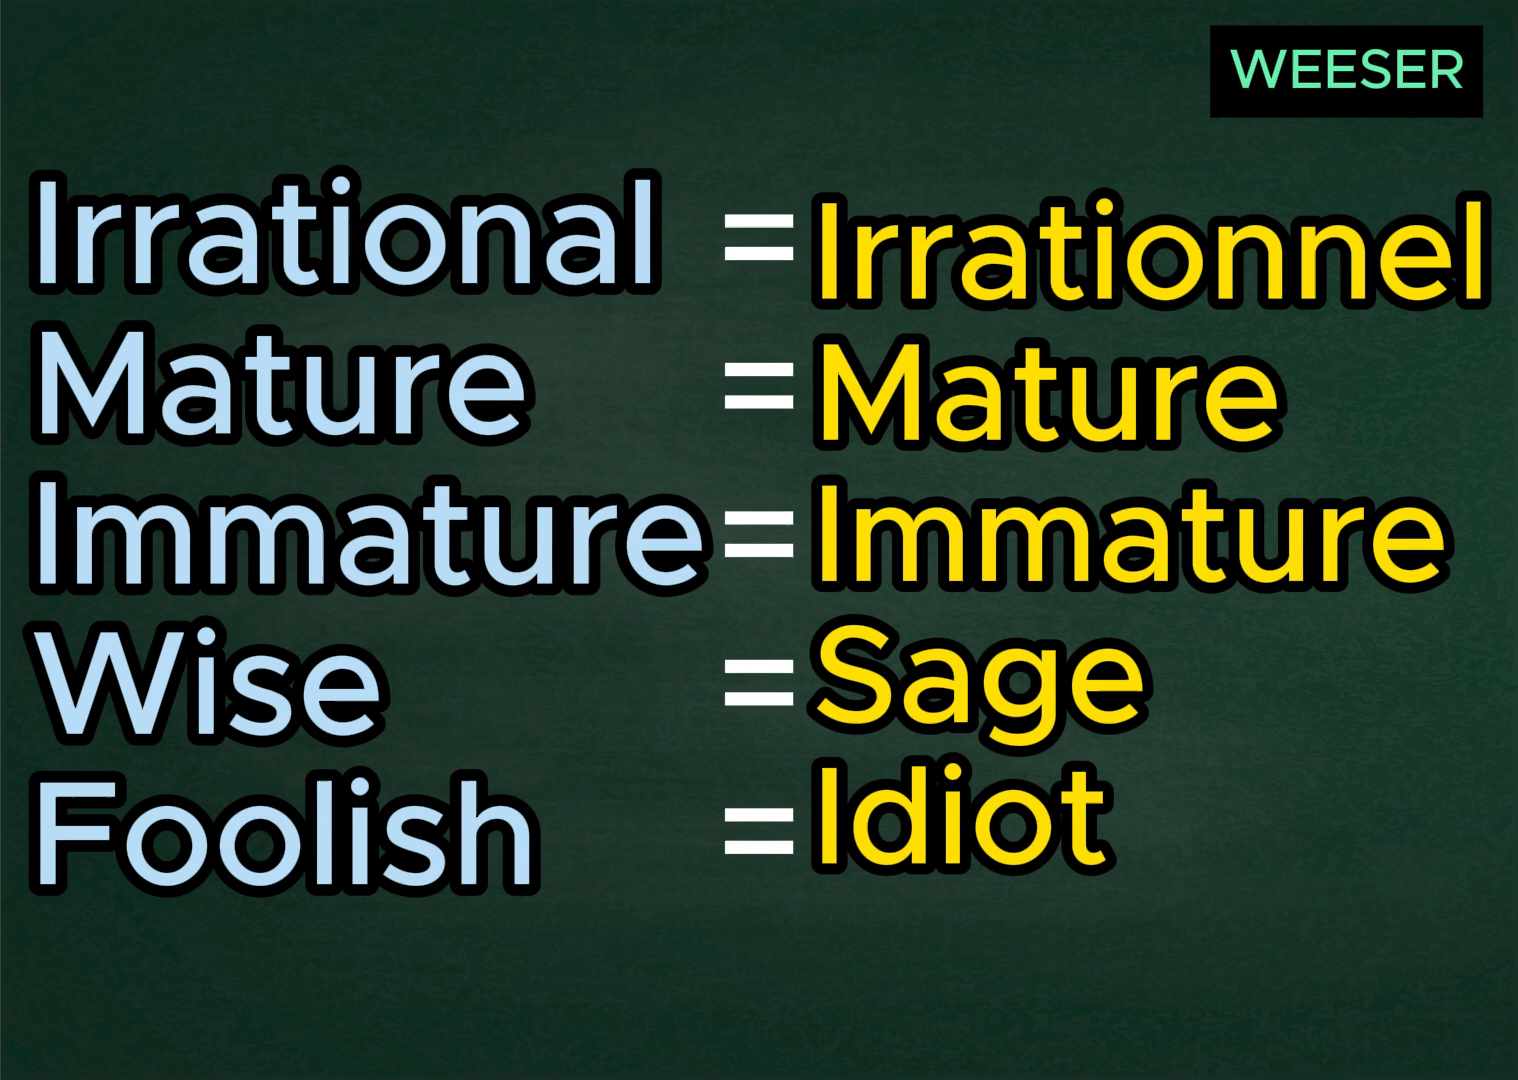 WEESER
Irrational = Irrationnel
Mature = Mature
Immature = Immature
Wise = Sage
Foolish = Idiot